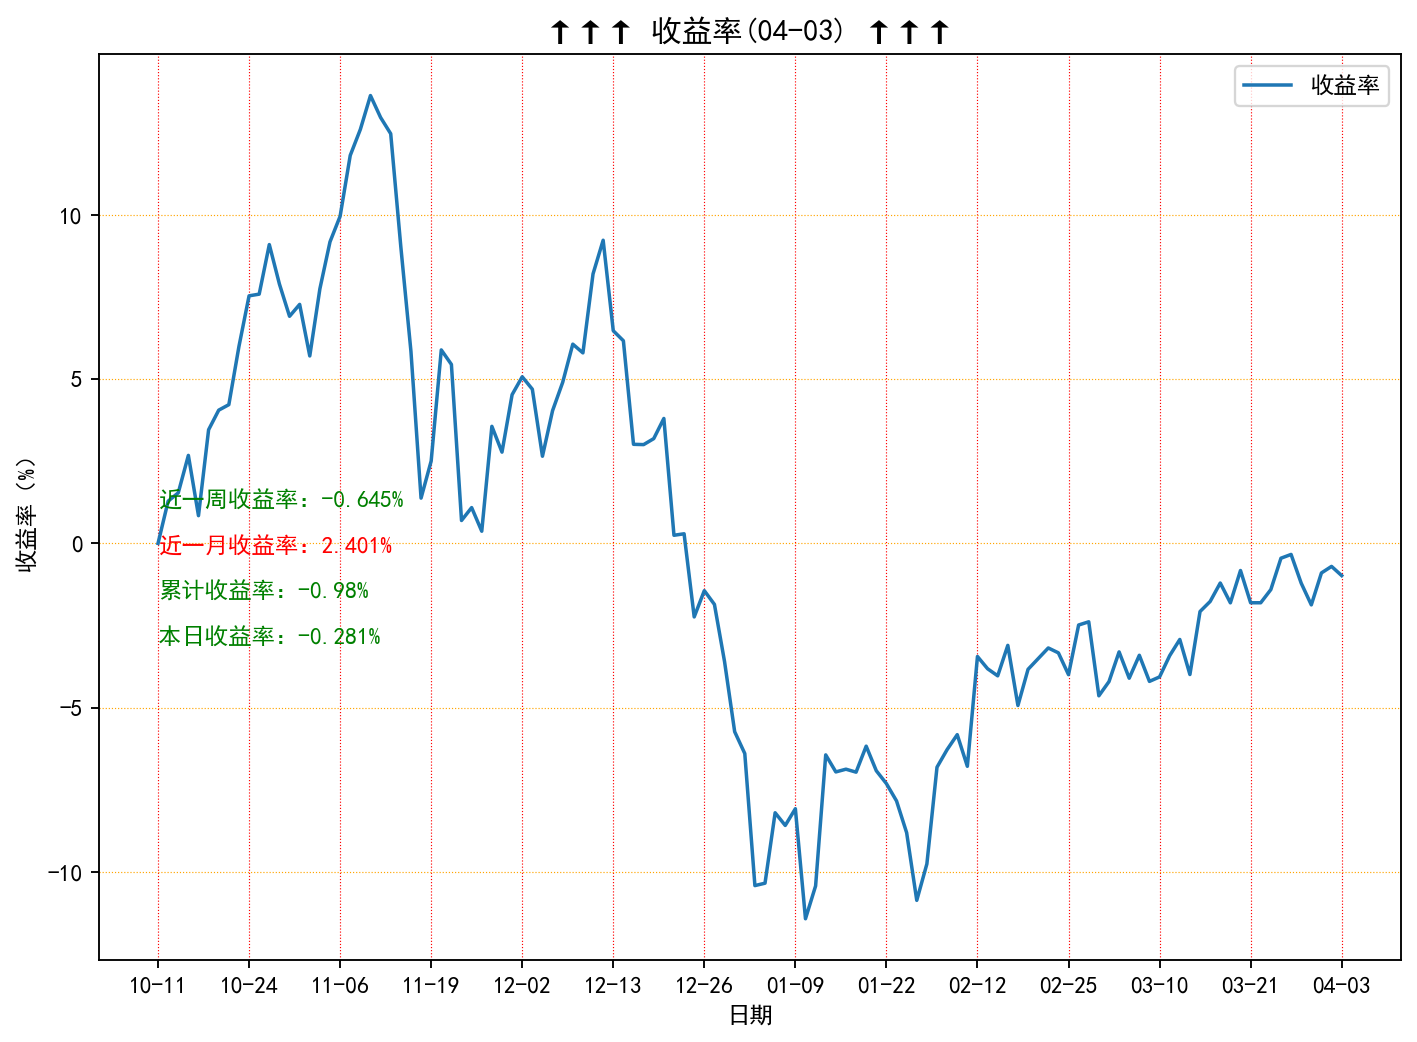 ↑↑↑ 收益率(04-03) ↑↑↑
收益率
收益率（%）
10
5
0
-5
-10
近一周收益率：-0.645%
近一月收益率：2.401%
累计收益率：-0.98%
本日收益率：-0.281%
10-11 10-24 11-06 11-19 12-02 12-13 12-26 01-09 01-22 02-12 02-25 03-10 03-21 04-03
日期